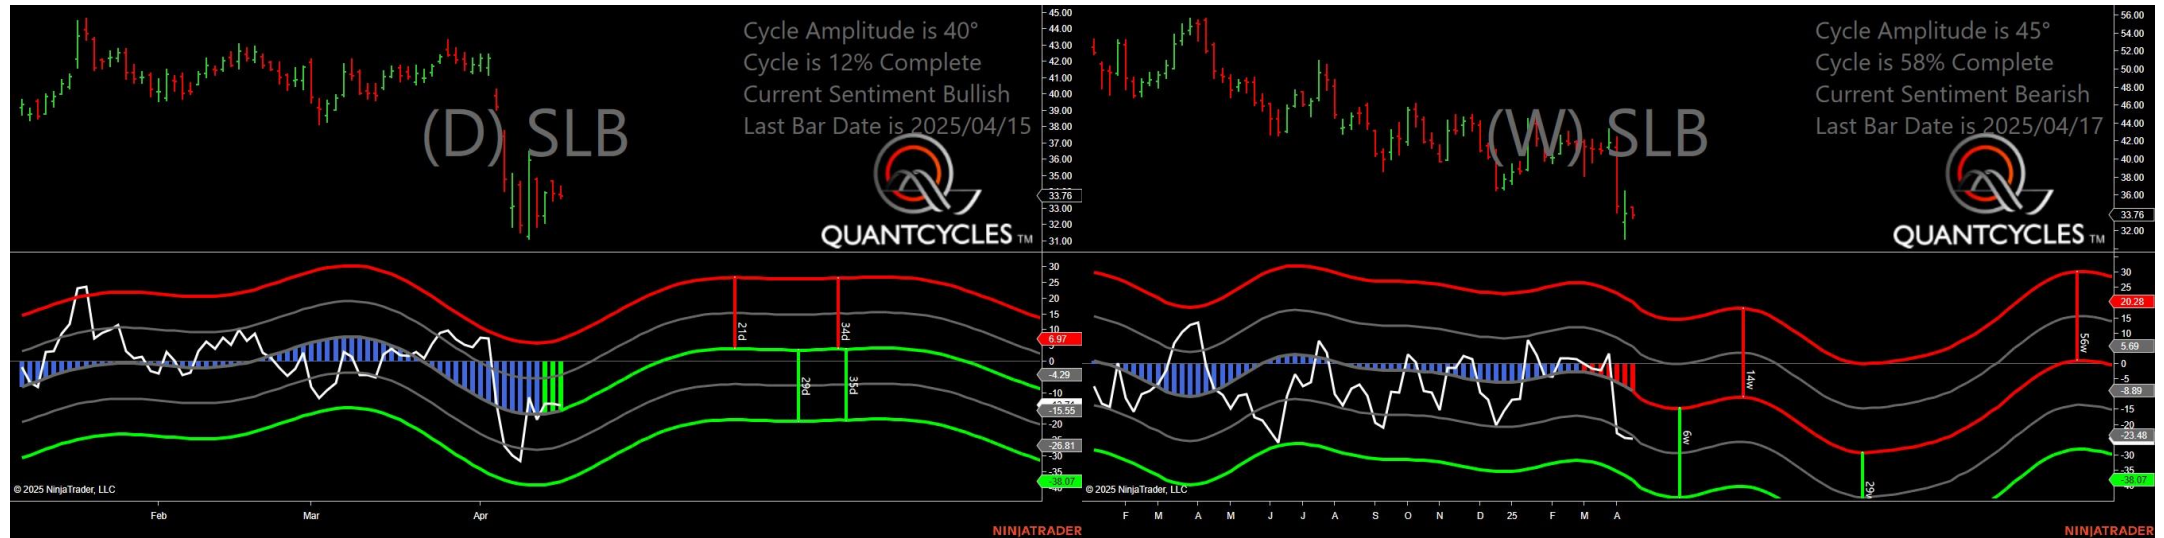 Cycle Amplitude is 40°
Cycle is 12% Complete
Current Sentiment Bullish
Last Bar Date is 2025/04/15
(D) SLB
QUANTCYCLES TM
45.00
44.00
43.00
42.00
41.00
40.00
39.00
38.00
37.00
36.00
35.00
33.76
33.00
32.00
31.00
30
25
20
15
10
6.97
0
-4.29
-10
-15.55
-20
-26.81
-30
-35
-38.07
21d
34d
29d
35d
© 2025 NinjaTrader, LLC
Feb
Mar
Apr
NINJATRADER
Cycle Amplitude is 45°
Cycle is 58% Complete
Current Sentiment Bearish
Last Bar Date is 2025/04/17
(W) SLB
QUANTCYCLES TM
56.00
54.00
52.00
50.00
48.00
46.00
44.00
42.00
40.00
38.00
36.00
33.76
32.00
30
25
20.28
15
10
5.69
0
-5
-8.89
-15
-20
-23.48
-30
-35
-38.07
6w
14w
56w
© 2025 NinjaTrader, LLC
F
M
A
M
J
J
A
S
O
N
D
25
F
M
A
NINJATRADER